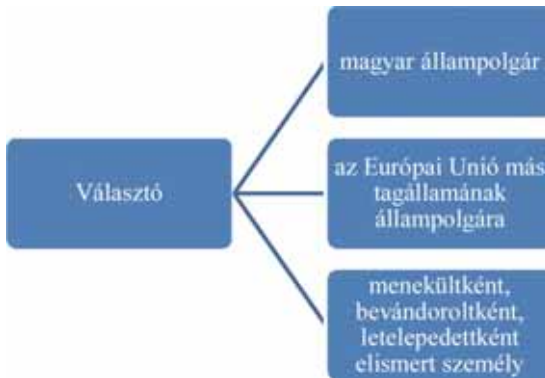 Választó
magyar állampolgár
az Európai Unió más
tagállamának
állampolgára
menekültként,
bevándoroltként,
letelepedettként
elismert személy